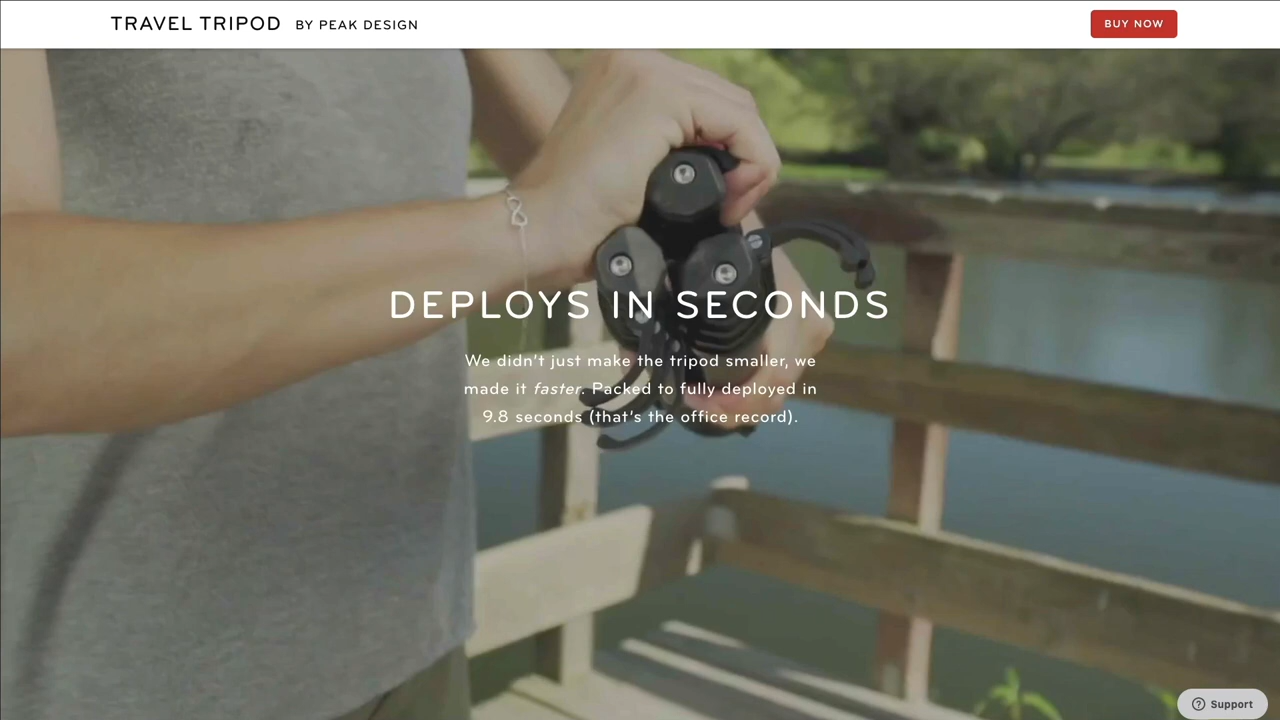 TRAVEL TRIPOD BY PEAK DESIGN
BUY NOW
DEPLOYS IN SECONDS
We didn't just make the tripod smaller, we
made it faster. Packed to fully deployed in
9.8 seconds (that's the office record).
Support